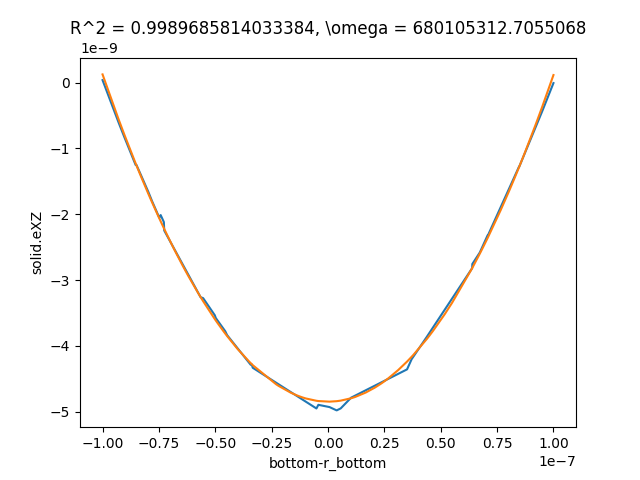 R^2 = 0.9989685814033384, \omega = 680105312.7055068
1e−9
0
−1
−2
−3
−4
−5
solid.eXZ
−1.00 −0.75 −0.50 −0.25 0.00 0.25 0.50 0.75 1.00
bottom-r_bottom
1e−7